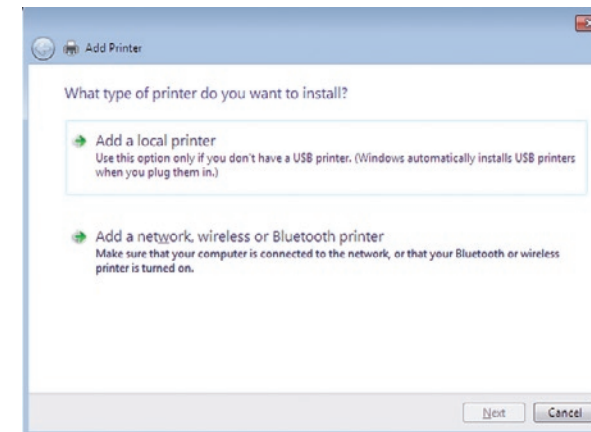 Add Printer
What type of printer do you want to install?
Add a local printer
Use this option only if you don't have a USB printer. (Windows automatically installs USB printers
when you plug them in.)
Add a network, wireless or Bluetooth printer
Make sure that your computer is connected to the network, or that your Bluetooth or wireless
printer is turned on.
Next
Cancel